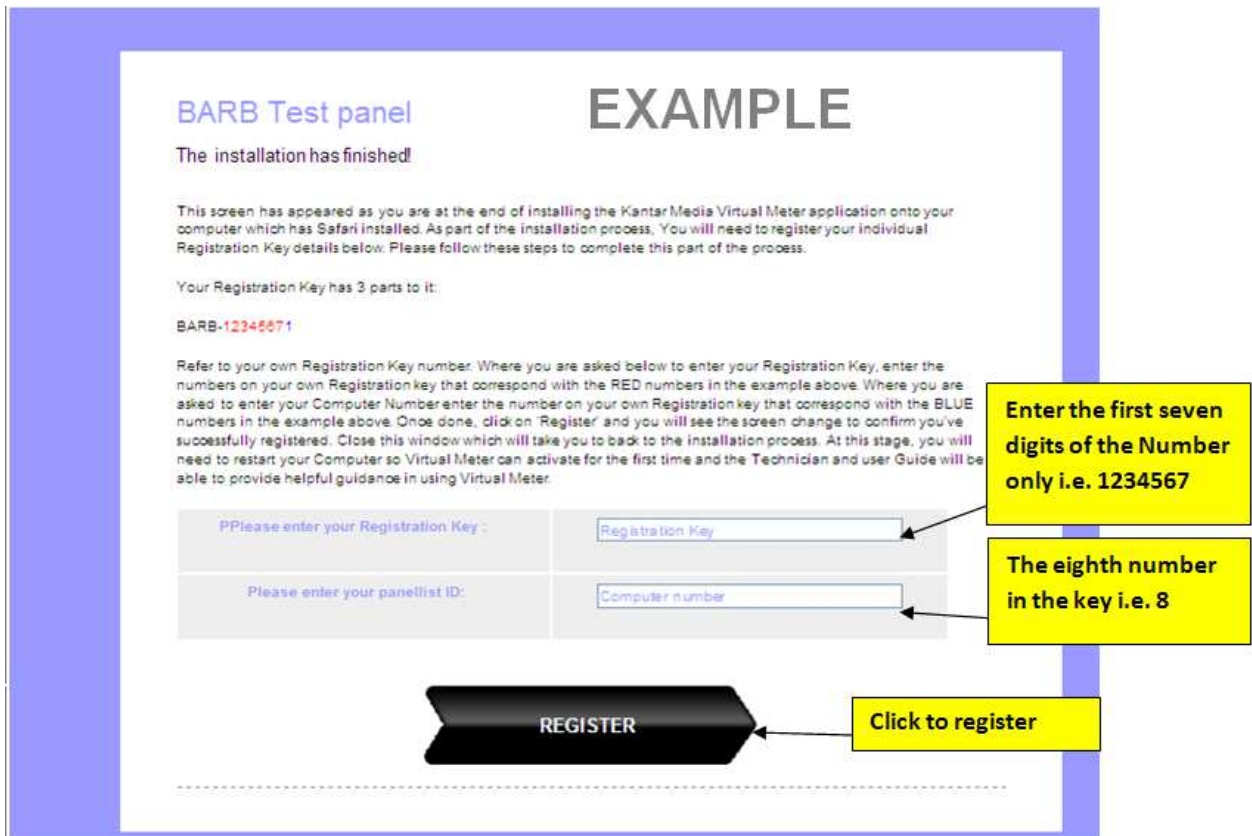 BARB Test panel
EXAMPLE
The installation has finished!
This screen has appeared as you are at the end of installing the Kantar Media Virtual Meter application onto your
computer which has Safari installed. As part of the installation process, You will need to register your individual
Registration Key details below. Please follow these steps to complete this part of the process.
Your Registration Key has 3 parts to it:
BARB-12345671
Refer to your own Registration Key number. Where you are asked below to enter your Registration Key, enter the
numbers on your own Registration key that correspond with the RED numbers in the example above. Where you are
asked to enter your Computer Number enter the number on your own Registration key that correspond with the BLUE
numbers in the example above. Once done, click on 'Register' and you will see the screen change to confirm you've
successfully registered. Close this window which will take you to back to the installation process. At this stage, you will
need to restart your Computer so Virtual Meter can activate for the first time and the Technician and user Guide will be
able to provide helpful guidance in using Virtual Meter.
Enter the first seven
digits of the Number
only i.e. 1234567
PPlease enter your Registration Key :
Registration Key
The eighth number
in the key i.e. 8
Please enter your panellist ID:
Computer number
REGISTER
Click to register